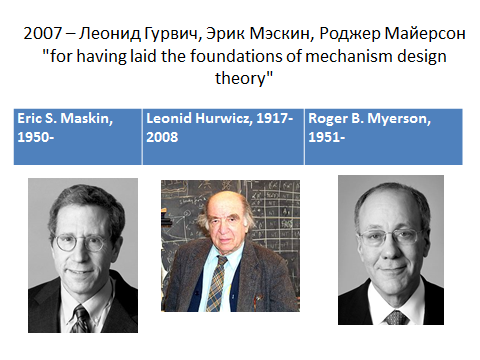 2007 – Леонид Гурвич, Эрик Мэскин, Роджер Майерсон
"for having laid the foundations of mechanism design
theory"
Eric S. Maskin,
1950-
Leonid Hurwicz, 1917-
2008
Roger B. Myerson,
1951-